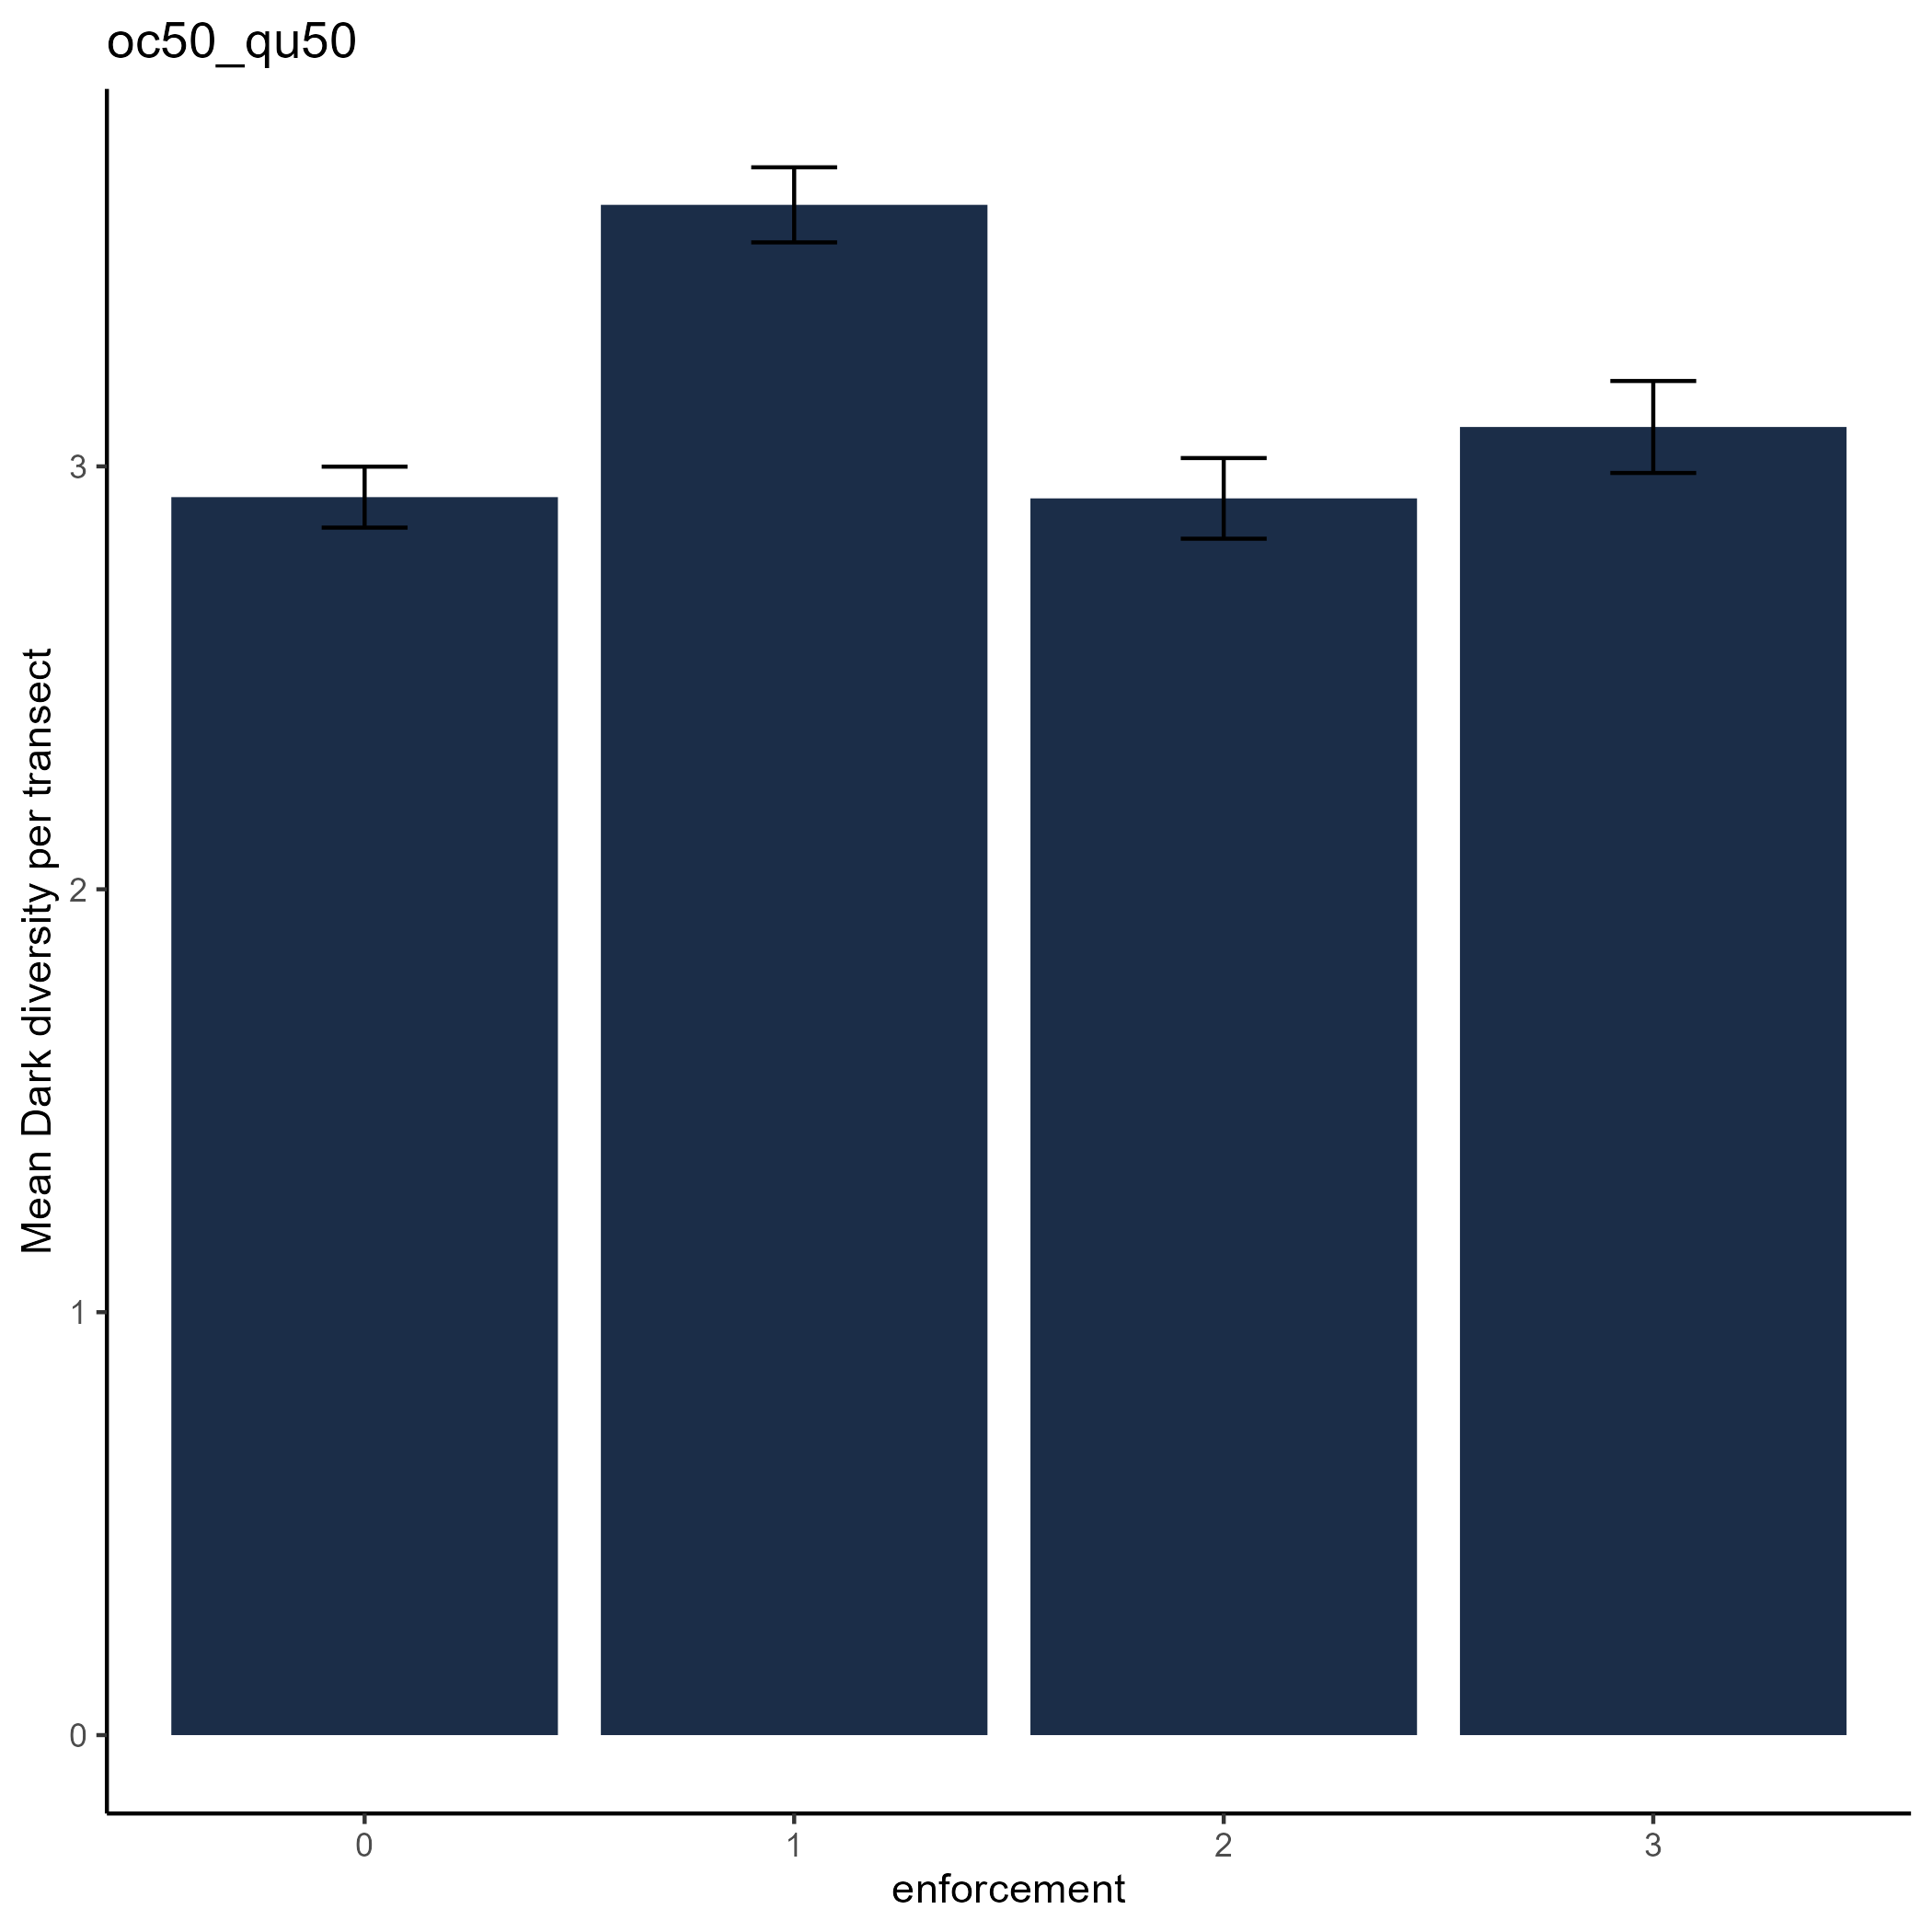 oc50_qu50
Mean Dark diversity per transect
3
2
1
0
0 1 2 3
enforcement